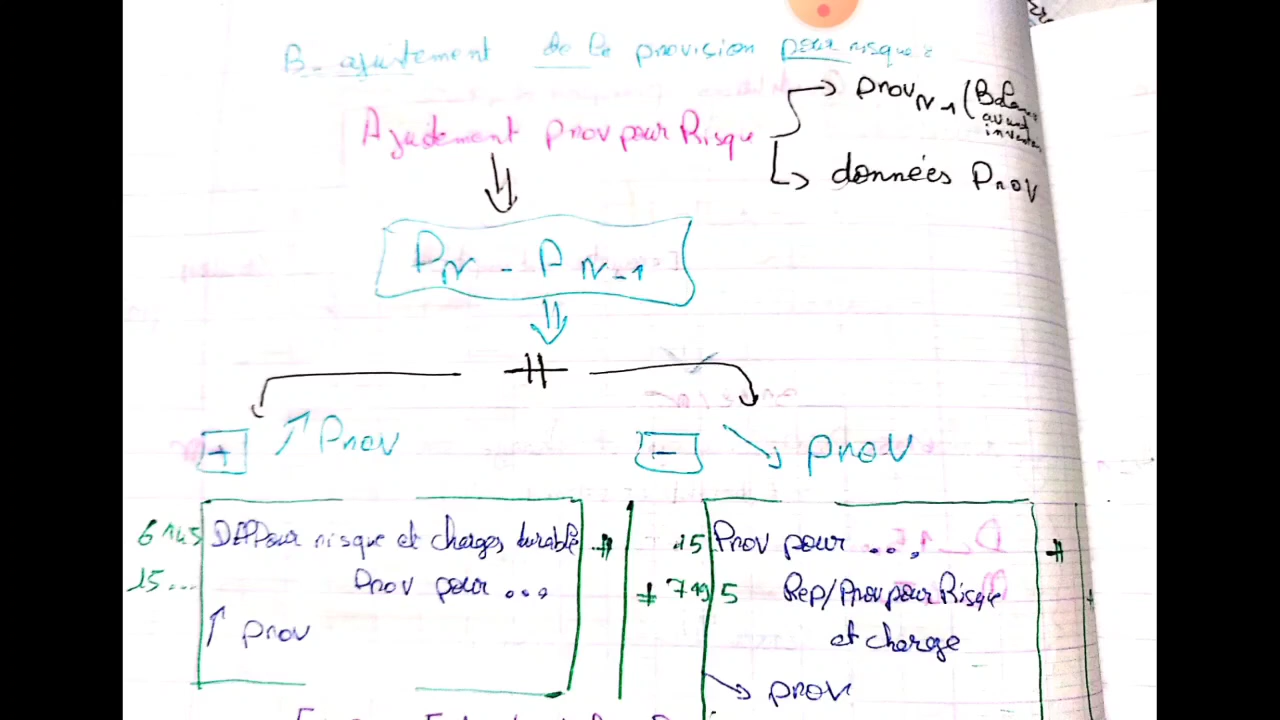 B- ajustement de la provision pour risque :
Ajustement prov pour Risque
prov N-1 (Balance avant inventaire
données Prov
PN - PN-1
+ ↑ Prov
- ↘ prov
6145 DEP Pour risque et charges durable #
15... Prov pour ... #
↑ prov
15 Prov pour ... #
7195 Rep/Prov pour Risque
et charge
↘ prov